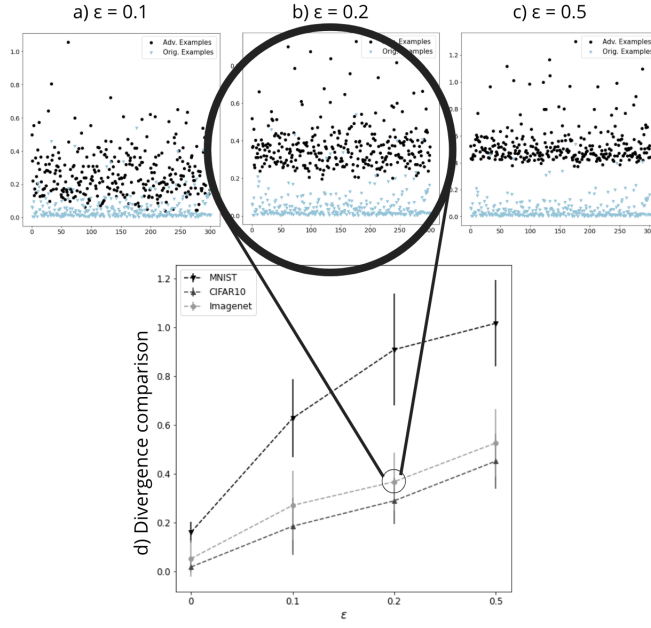 a) ε = 0.1
b) ε = 0.2
c) ε = 0.5
Adv. Examples
Orig. Examples
1.0
0.8
0.6
0.4
0.2
0.0
0 50 100 150 200 250 300
Examples
Orig. Examples
0.6
0.4
0.2
0.0
0 50 100 150 200 250 300
Adv. Examples
Orig. Examples
1.2
1.0
0.8
0.6
0.4
0.2
0.0
0 50 100 150 200 250 300
d) Divergence comparison
MNIST
CIFAR10
Imagenet
1.2
1.0
0.8
0.6
0.4
0.2
0.0
0 0.1 0.2 0.5
ε